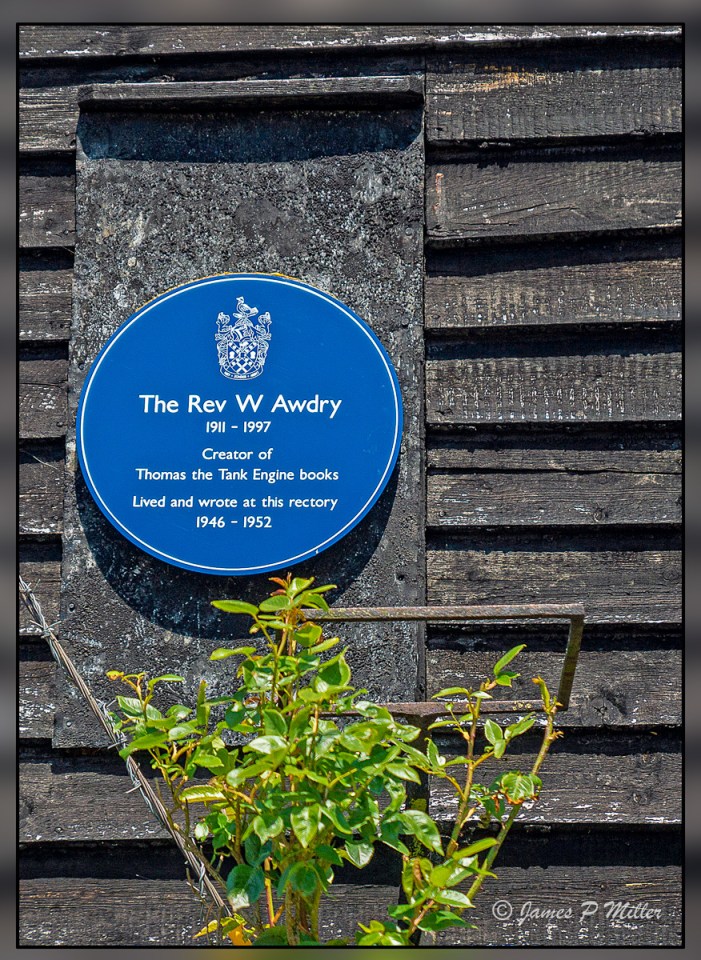 The Rev W Awdry
1911 - 1997
Creator of
Thomas the Tank Engine books
Lived and wrote at this rectory
1946 - 1952
© James P Miller